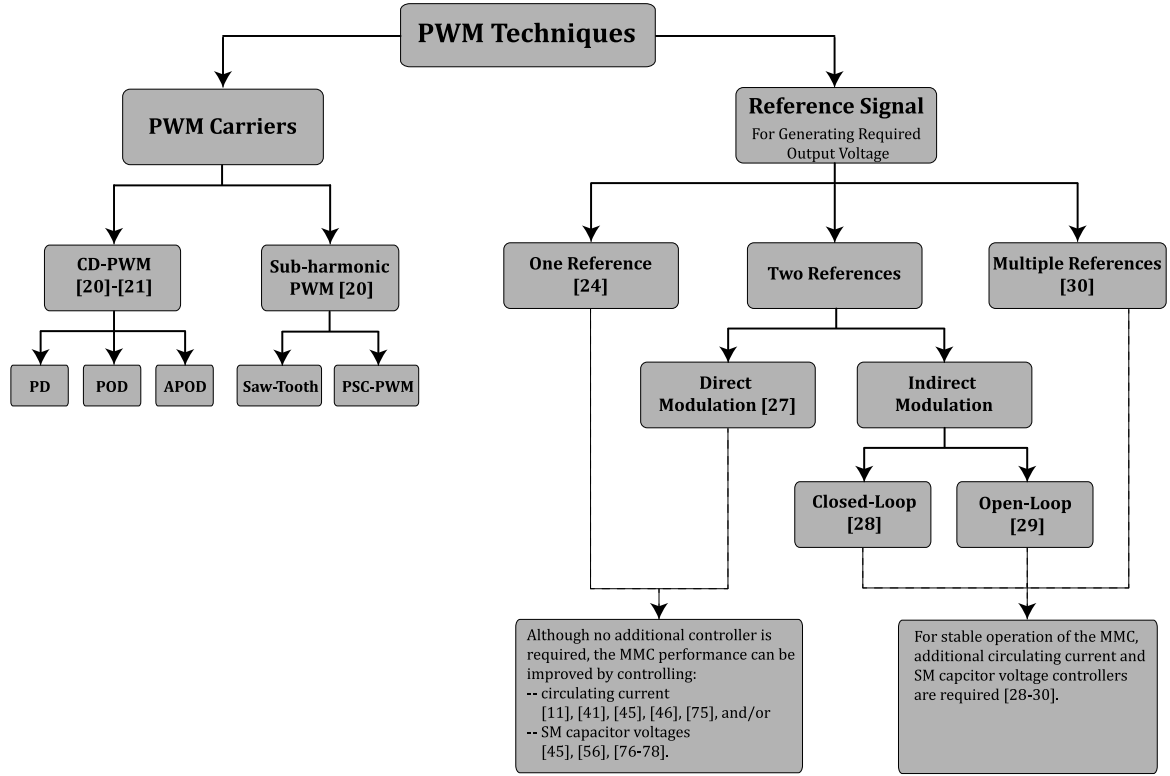 PWM Techniques
PWM Carriers
Reference Signal
For Generating Required
Output Voltage
CD-PWM
[20]-[21]
Sub-harmonic
PWM [20]
One Reference
[24]
Two References
Multiple References
[30]
PD
POD
APOD
Saw-Tooth
PSC-PWM
Direct
Modulation [27]
Indirect
Modulation
Closed-Loop
[28]
Open-Loop
[29]
Although no additional controller is
required, the MMC performance can be
improved by controlling:
-- circulating current
[11], [41], [45], [46], [75], and/or
-- SM capacitor voltages
[45], [56], [76-78].
For stable operation of the MMC,
additional circulating current and
SM capcitor voltage controllers
are required [28-30].